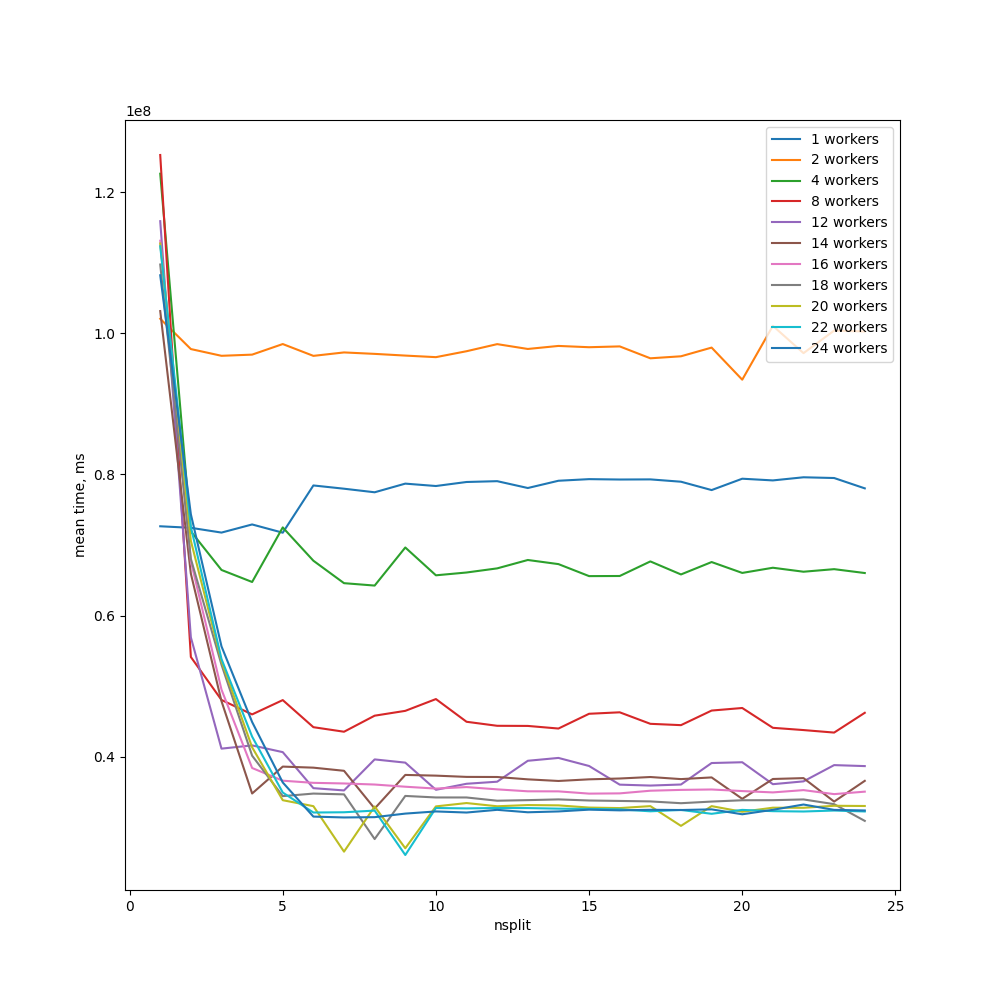 1e8
1.2
1.0
0.8
0.6
0.4
mean time, ms
0
5
10
15
20
25
nsplit
1 workers
2 workers
4 workers
8 workers
12 workers
14 workers
16 workers
18 workers
20 workers
22 workers
24 workers